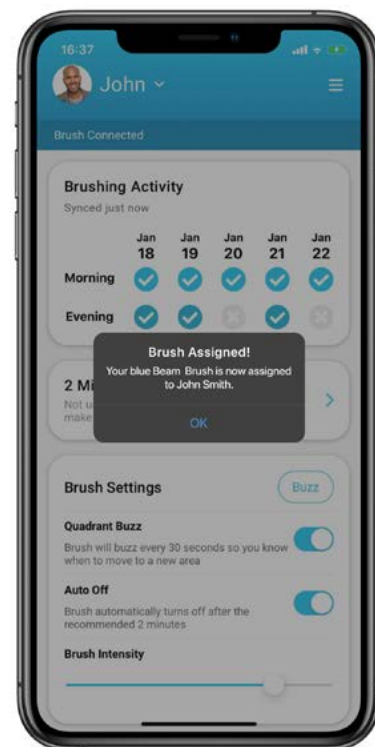 16:37
John
Brush Connected
Brushing Activity
Synced just now
Jan Jan Jan Jan Jan
18 19 20 21 22
Morning
Evening
Brush Assigned!
Your blue Beam Brush is now assigned
to John Smith.
OK
2 Mi
Not u
make
Brush Settings
Buzz
Quadrant Buzz
Brush will buzz every 30 seconds so you know
when to move to a new area
Auto Off
Brush automatically turns off after the
recommended 2 minutes
Brush Intensity